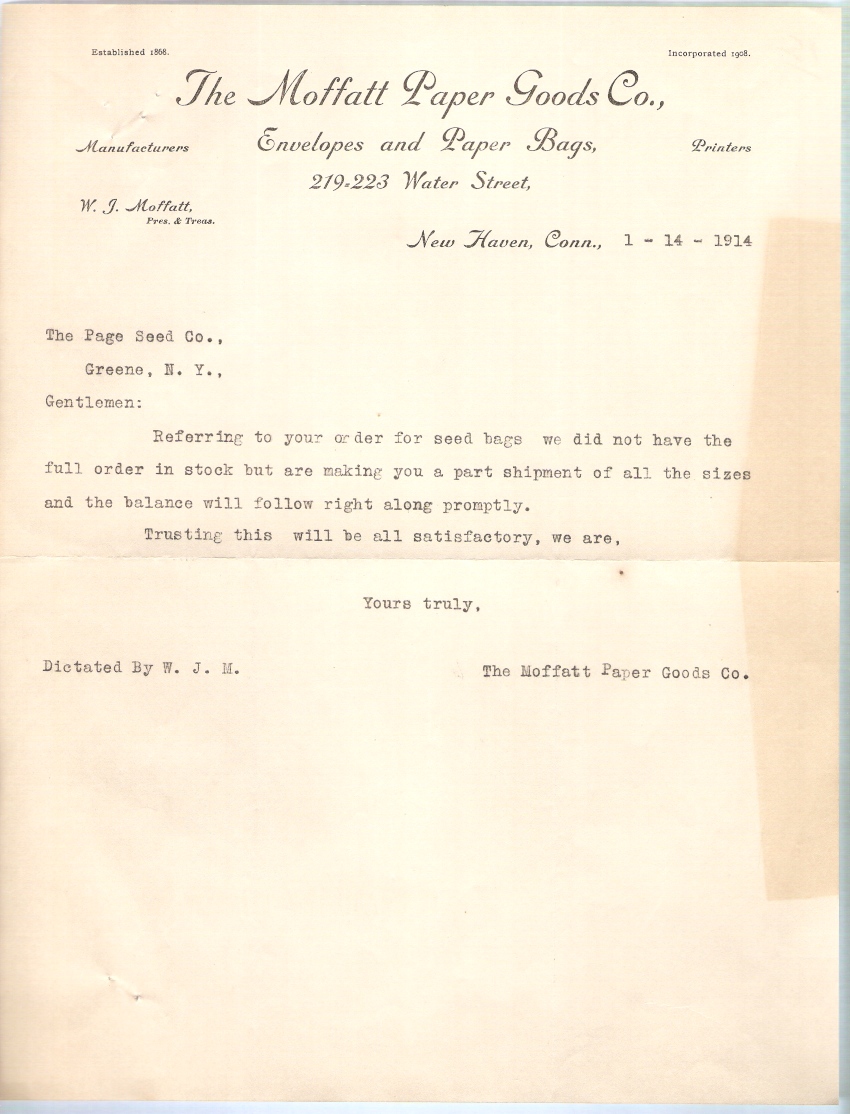 Established 1868.
Incorporated 1908.
The Moffatt Paper Goods Co.,
Manufacturers
Envelopes and Paper Bags,
Printers
219-223 Water Street,
W. J. Moffatt,
Pres. & Treas.
New Haven, Conn., 1 - 14 - 1914
The Page Seed Co.,
Greene, N. Y.,
Gentlemen:
Referring to your order for seed bags we did not have the
full order in stock but are making you a part shipment of all the sizes
and the balance will follow right along promptly.
Trusting this will be all satisfactory, we are,
Yours truly,
Dictated By W. J. M.
The Moffatt Paper Goods Co.